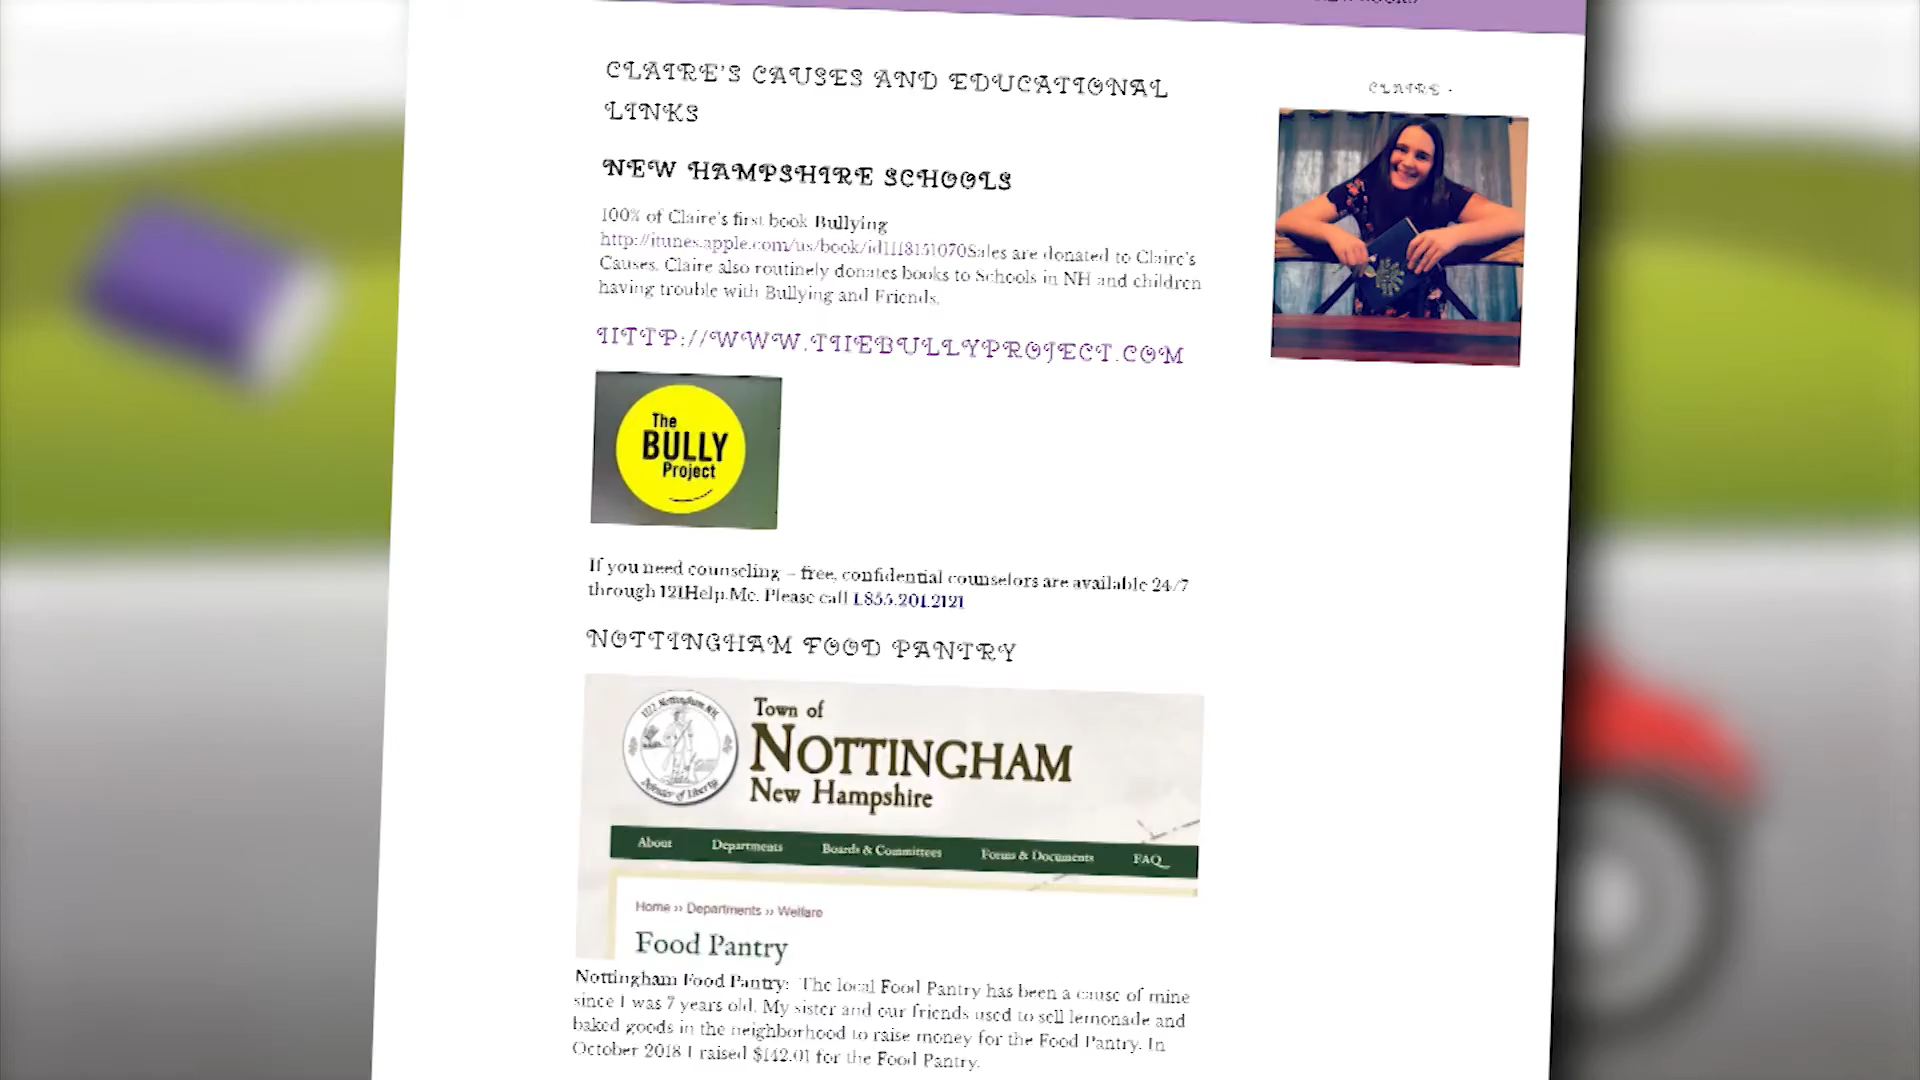 CLAIRE'S CAUSES AND EDUCATIONAL
LINKS
NEW HAMPSHIRE SCHOOLS
100% of Claire's first book Bullying
http://itunes.apple.com/us/book/id1118151070Sales are donated to Claire's
Causes. Claire also routinely donates books to Schools in NH and children
having trouble with Bullying and Friends.
HTTP://WWW.THEBULLYPROJECT.COM
The
BULLY
Project
If you need counseling – free, confidential counselors are available 24/7
through 121Help.Me. Please call 1.855.201.2121
NOTTINGHAM FOOD PANTRY
1722 Nottingham NH
Defender of Liberty
Town of
NOTTINGHAM
New Hampshire
About Departments Boards & Committees Forms & Documents FAQ
Home ›› Departments ›› Welfare
Food Pantry
Nottingham Food Pantry: The local Food Pantry has been a cause of mine
since I was 7 years old. My sister and our friends used to sell lemonade and
baked goods in the neighborhood to raise money for the Food Pantry. In
October 2018 I raised $142.01 for the Food Pantry.
CLAIRE -